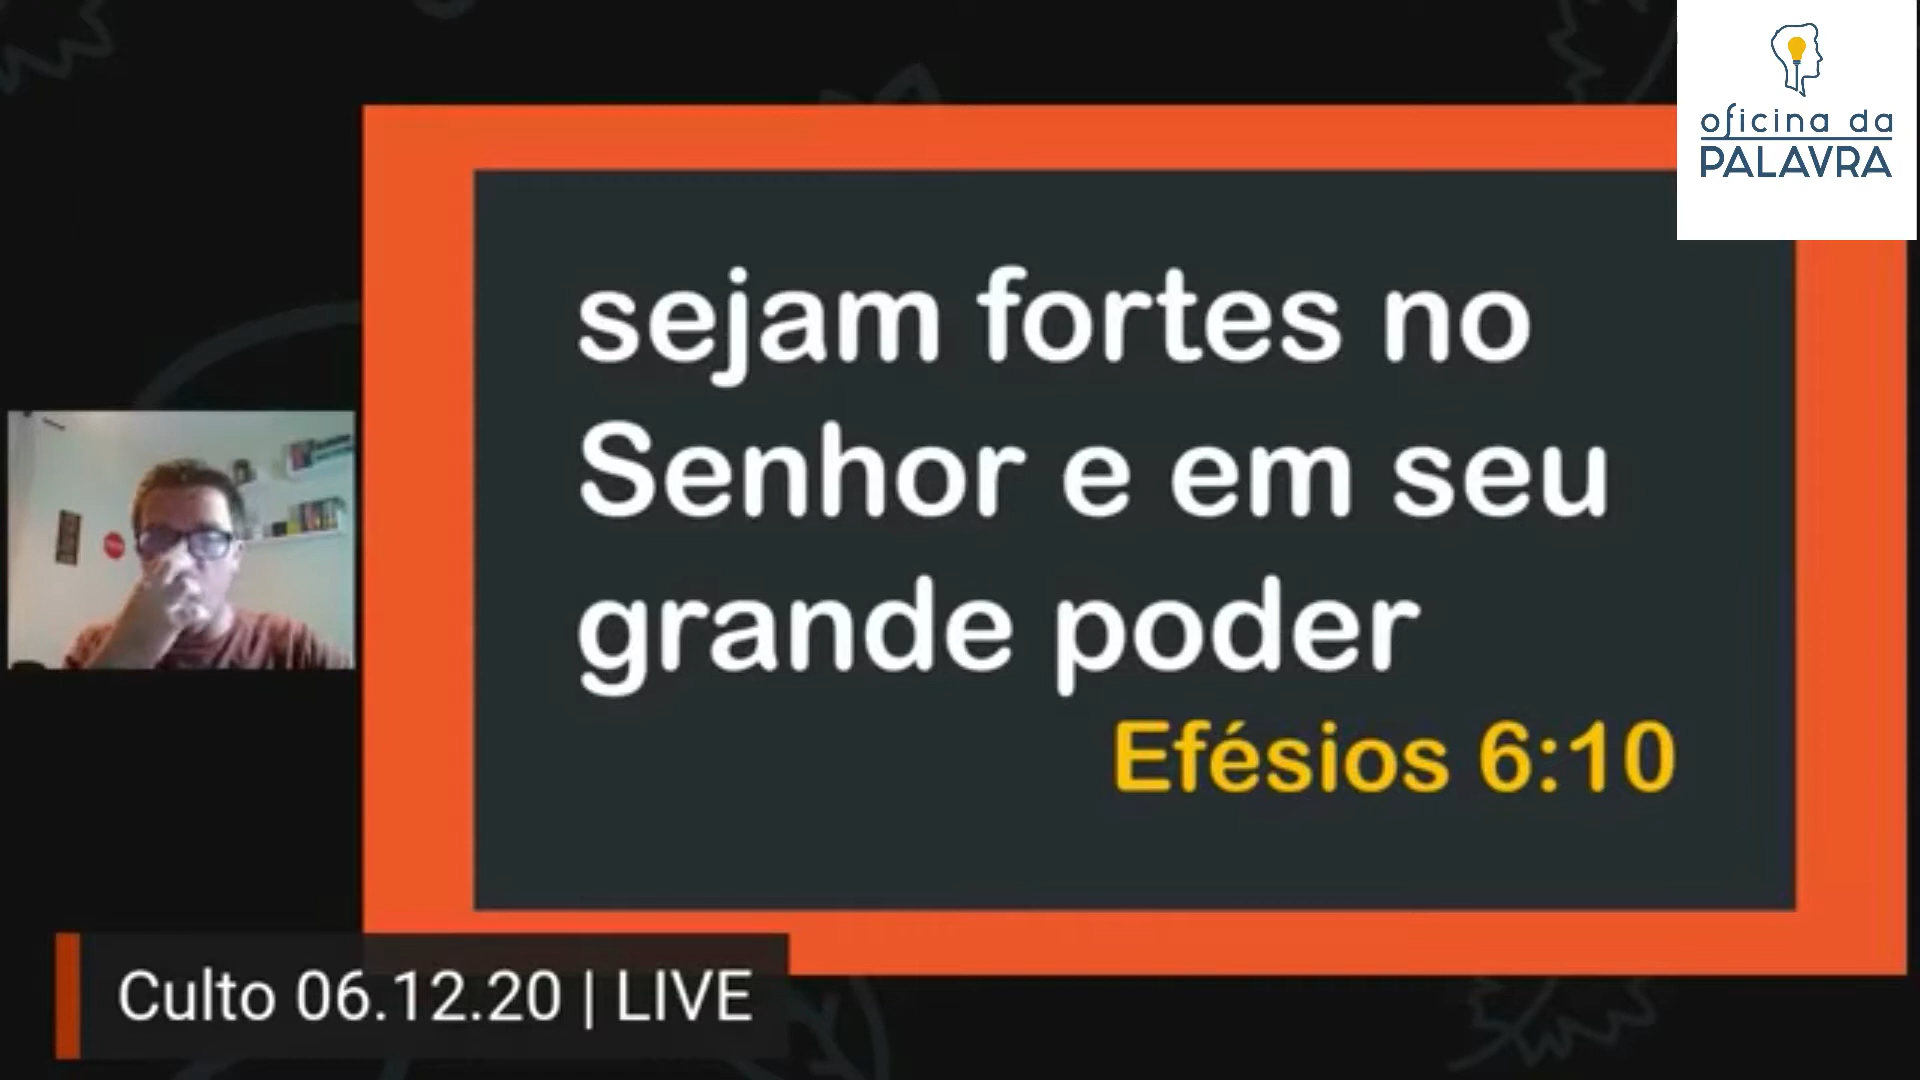 oficina da
PALAVRA
sejam fortes no
Senhor e em seu
grande poder
Efésios 6:10
Culto 06.12.20 | LIVE